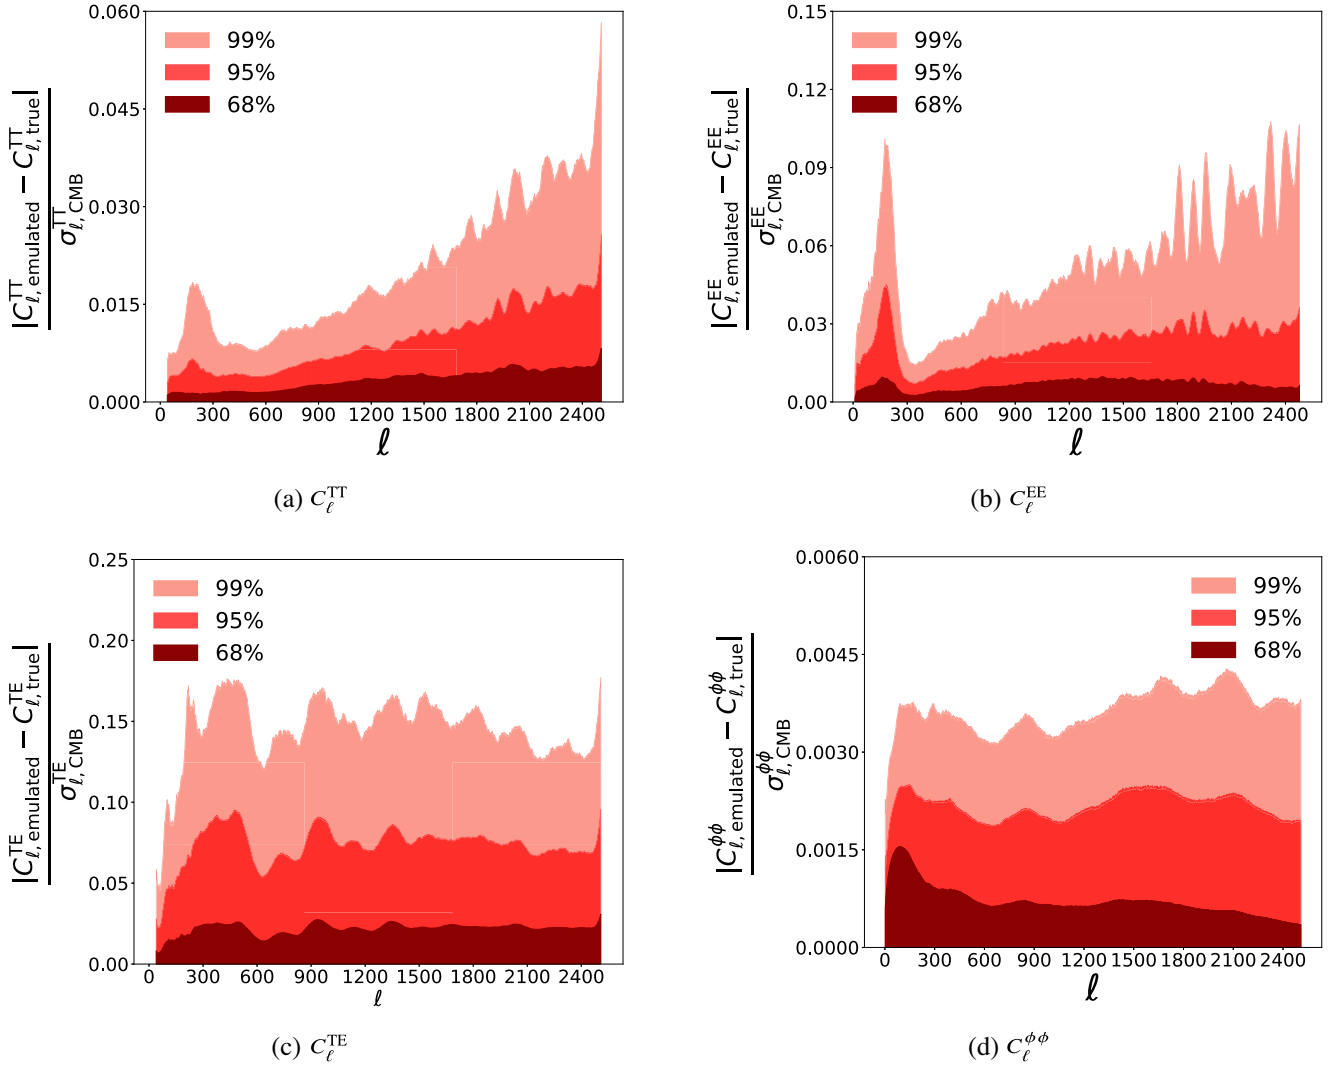 0.060
0.045
0.030
0.015
0.000
|C^TT_ℓ, emulated − C^TT_ℓ, true|
σ^TT_ℓ, CMB
99%
95%
68%
0 300 600 900 1200 1500 1800 2100 2400
ℓ
(a) C^TT_ℓ
0.15
0.12
0.09
0.06
0.03
0.00
|C^EE_ℓ, emulated − C^EE_ℓ, true|
σ^EE_ℓ, CMB
99%
95%
68%
0 300 600 900 1200 1500 1800 2100 2400
ℓ
(b) C^EE_ℓ
0.25
0.20
0.15
0.10
0.05
0.00
|C^TE_ℓ, emulated − C^TE_ℓ, true|
σ^TE_ℓ, CMB
99%
95%
68%
0 300 600 900 1200 1500 1800 2100 2400
ℓ
(c) C^TE_ℓ
0.0060
0.0045
0.0030
0.0015
0.0000
|C^ϕϕ_ℓ, emulated − C^ϕϕ_ℓ, true|
σ^ϕϕ_ℓ, CMB
99%
95%
68%
0 300 600 900 1200 1500 1800 2100 2400
ℓ
(d) C^ϕϕ_ℓ